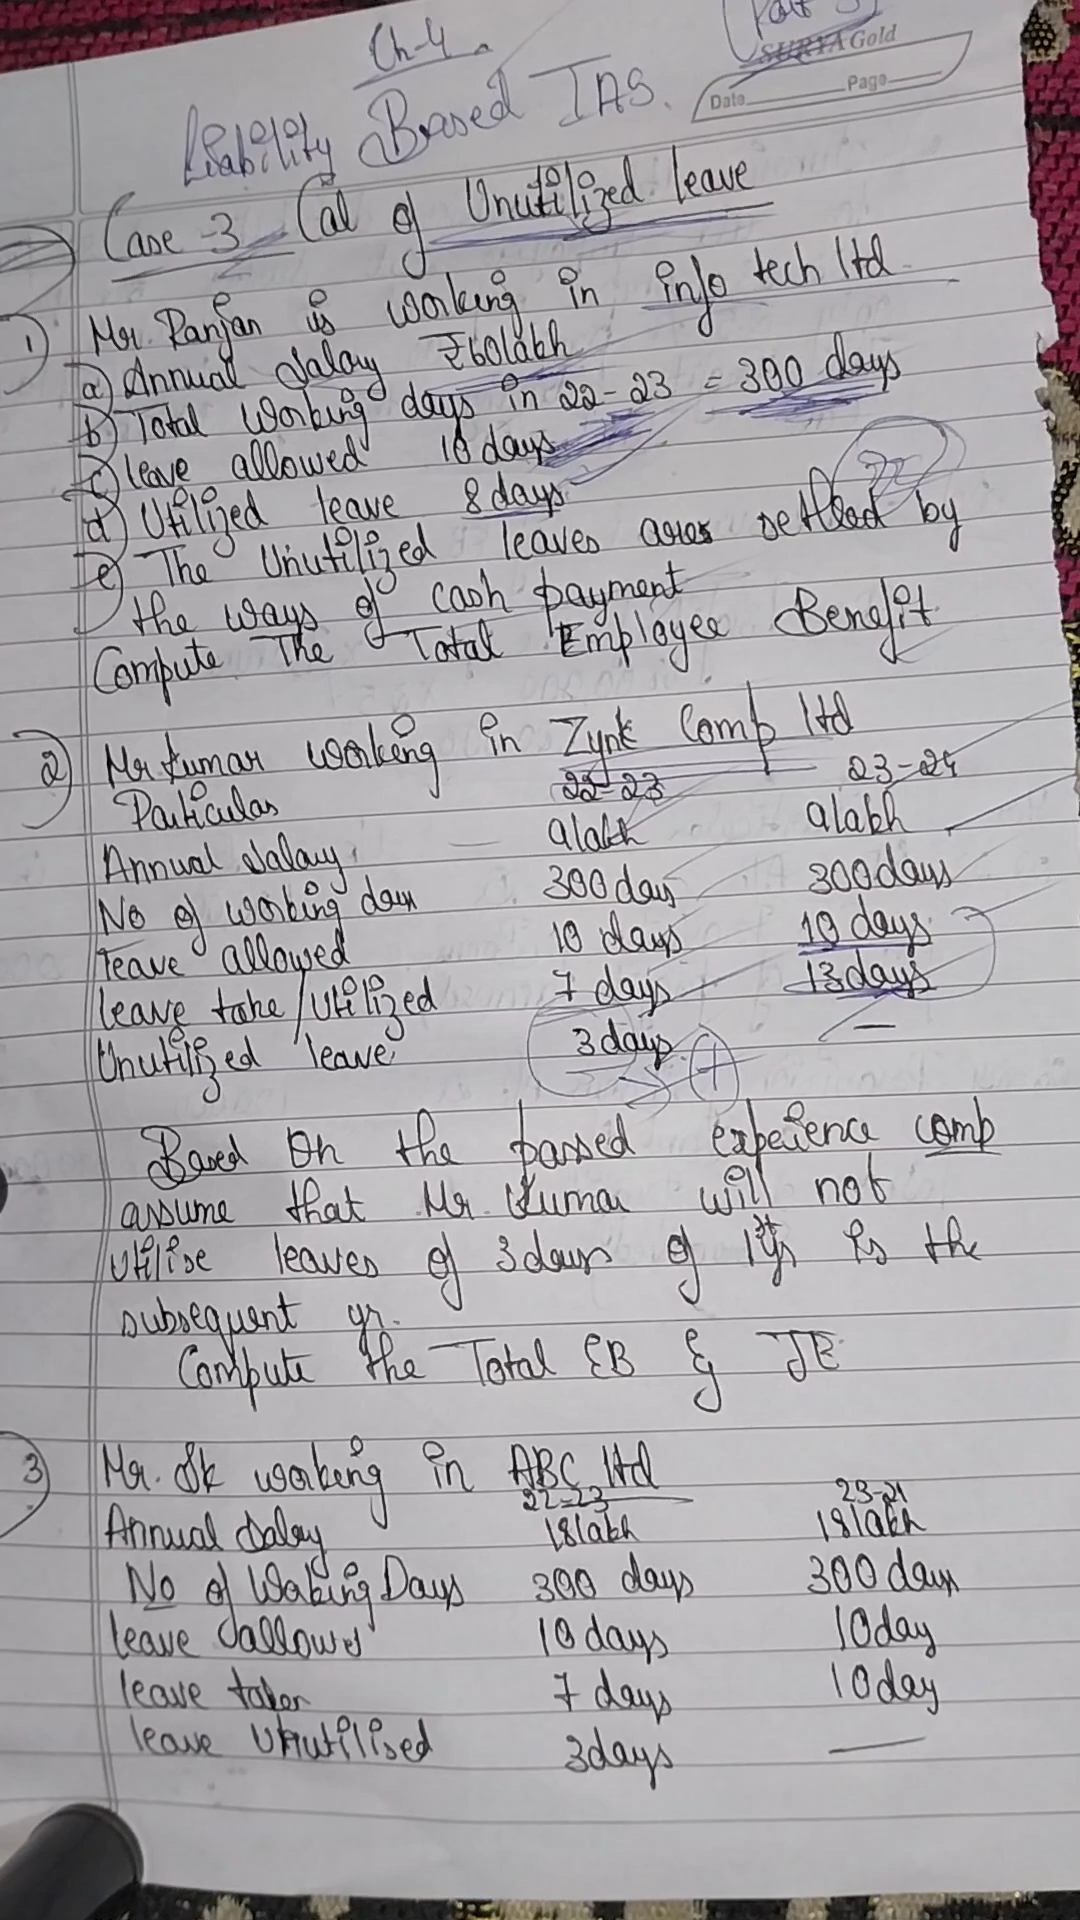 Ch-4
(Part 3)
SURYA Gold
Date Page
Liability Based IAS.
Case -3 Cal of Unutilized leave
1) Mr. Ranjan is working in info tech ltd
a) Annual Salary ₹60lakh
b) Total working days in 22-23 = 300 days
c) leave allowed 10 days
d) Utilized leave 8 days
e) The Unutilized leaves are settled by
the ways of cash payment
Compute The Total Employee Benefit
2) Mr Kumar working in Zynk Comp ltd
Particulas 22-23 23-24
Annual Salary 9lakh 9lakh
No of working days 300 days 300 days
leave allowed 10 days 10 days
leave take/utilized 7 days 13 days
Unutilized leave 3 days —
Based On the passed expeience comp
assume that Mr. Kumar will not
Utilise leaves of 3 days of 1st yr is the
subsequent yr.
Compute the Total EB & JE
3) Mr. Sk working in ABC ltd
22-23
Annual Salay 18lakh 18lakh
No of Woking Days 300 days 300 days
leave allowed 10 days 10 day
leave taken 7 days 10 day
leave Unutilised 3 days —